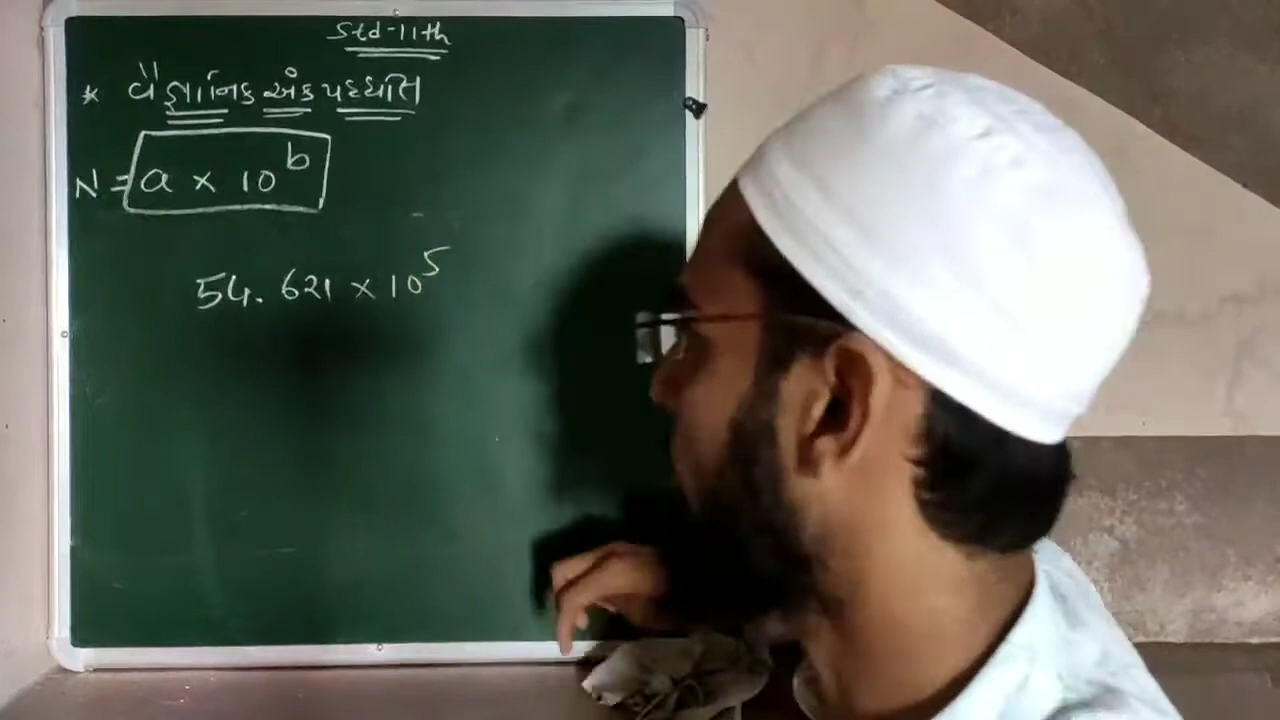 Std-11th
* વૈજ્ઞાનિક અંક પદ્ધતિ
N = a × 10^b
54.621 × 10^5